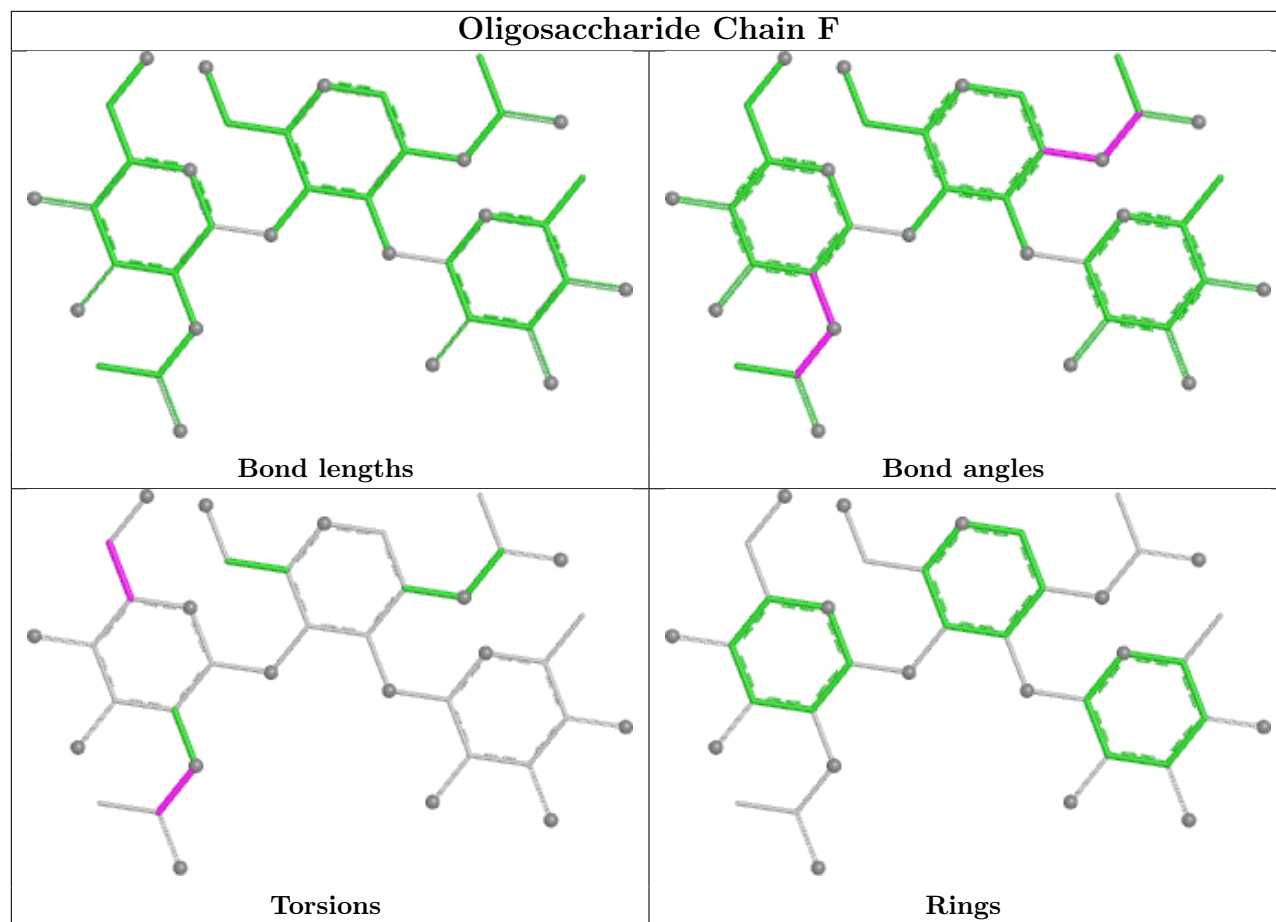 Oligosaccharide Chain F
Bond lengths
Bond angles
Torsions
Rings